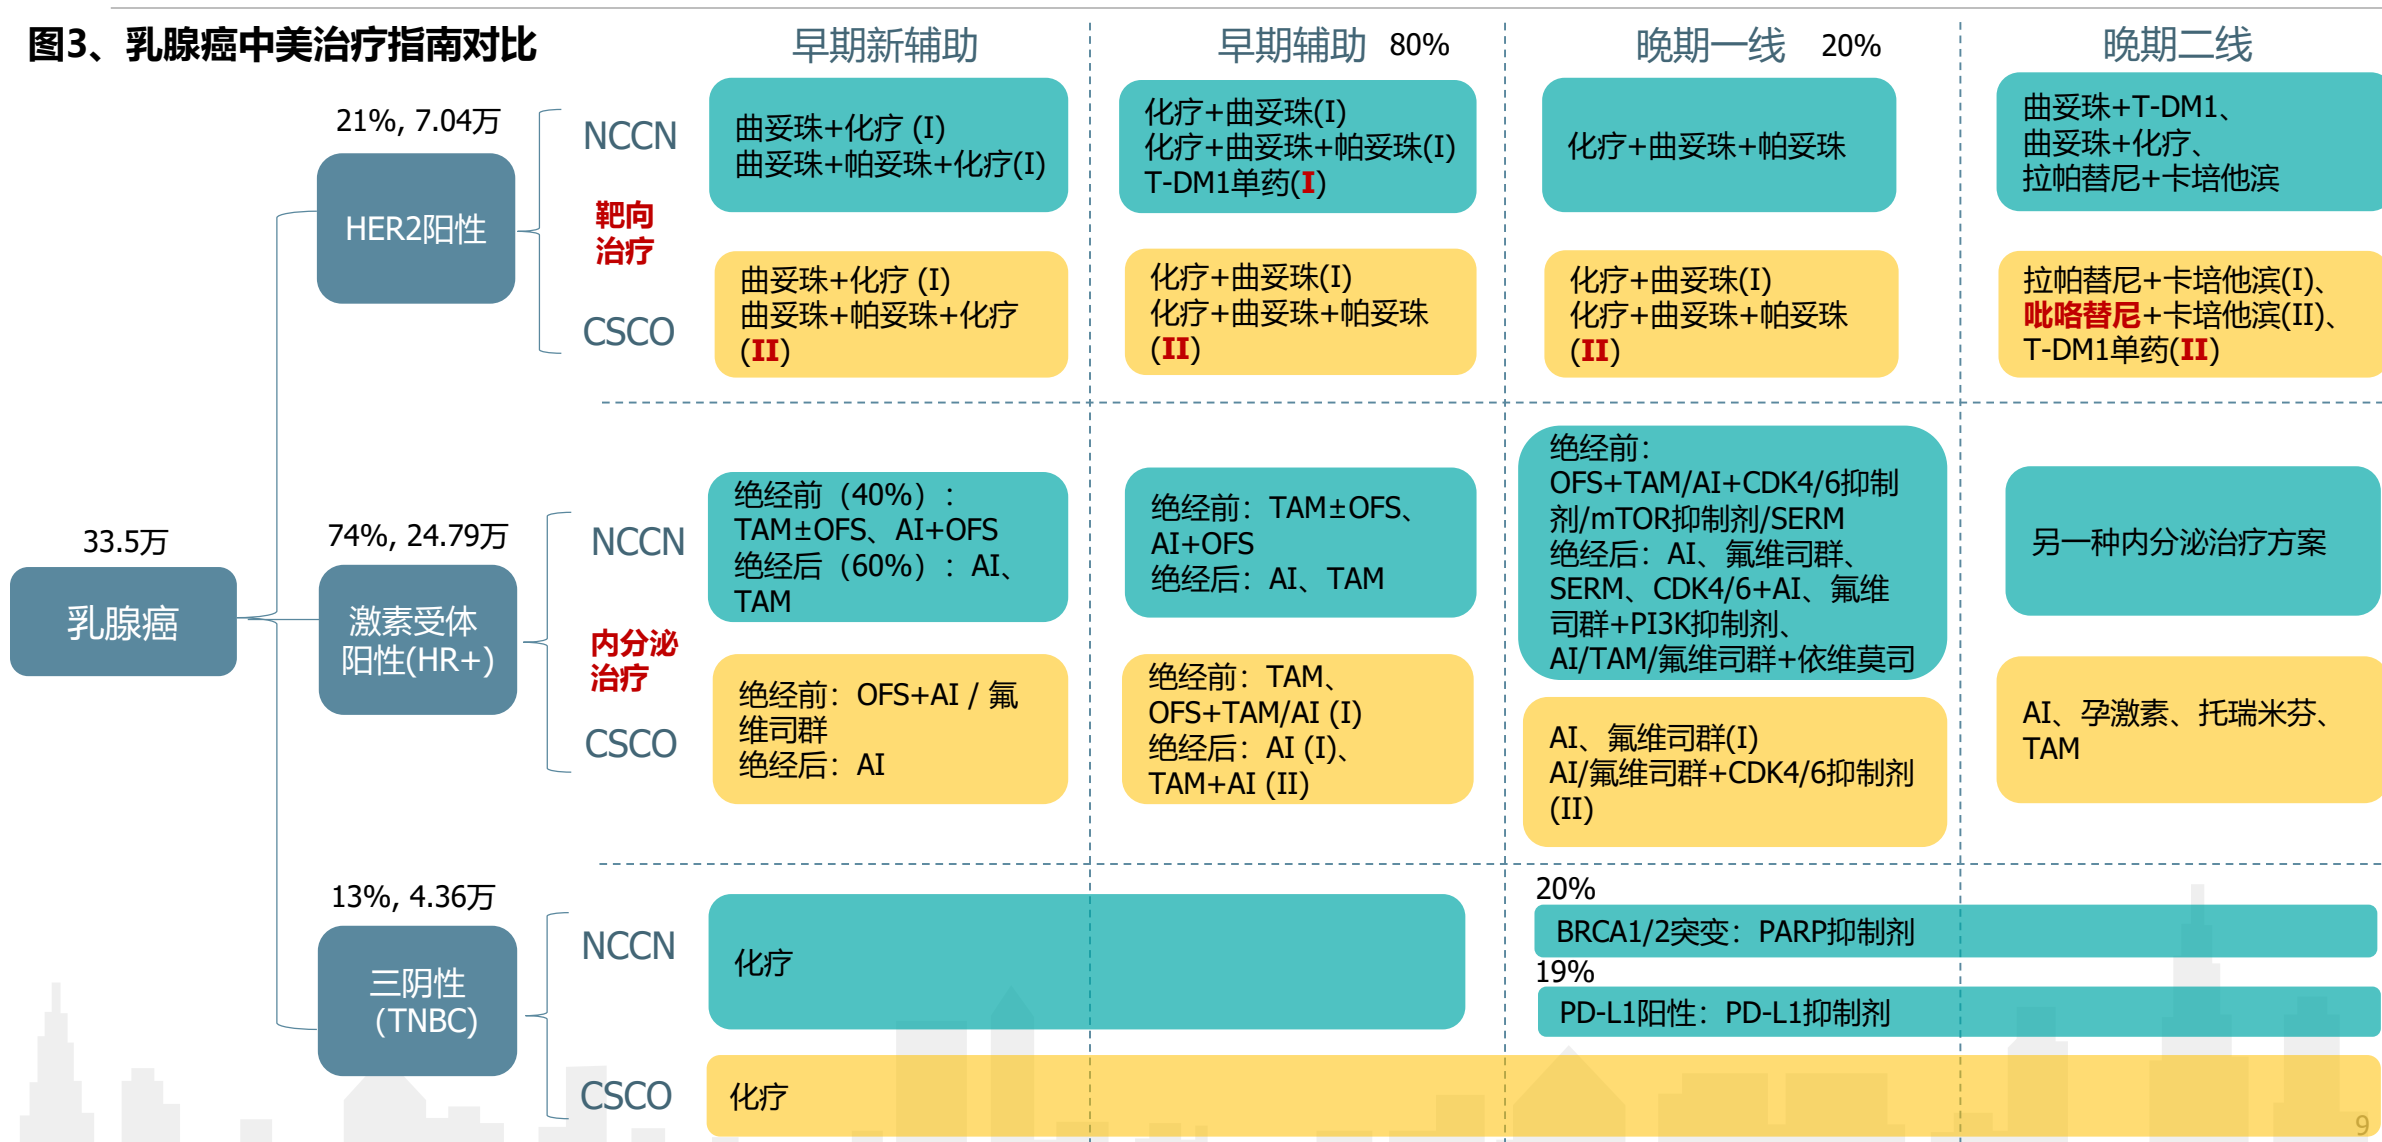 图3、乳腺癌中美治疗指南对比
早期新辅助
早期辅助 80%
晚期一线 20%
晚期二线
33.5万
乳腺癌
21%, 7.04万
HER2阳性
靶向
治疗
NCCN
曲妥珠+化疗 (I)
曲妥珠+帕妥珠+化疗(I)
化疗+曲妥珠(I)
化疗+曲妥珠+帕妥珠(I)
T-DM1单药(I)
化疗+曲妥珠+帕妥珠
曲妥珠+T-DM1、
曲妥珠+化疗、
拉帕替尼+卡培他滨
CSCO
曲妥珠+化疗 (I)
曲妥珠+帕妥珠+化疗
(II)
化疗+曲妥珠(I)
化疗+曲妥珠+帕妥珠
(II)
化疗+曲妥珠(I)
化疗+曲妥珠+帕妥珠
(II)
拉帕替尼+卡培他滨(I)、
吡咯替尼+卡培他滨(II)、
T-DM1单药(II)
74%, 24.79万
激素受体
阳性(HR+)
内分泌
治疗
NCCN
绝经前（40%）：
TAM±OFS、AI+OFS
绝经后（60%）：AI、
TAM
绝经前：TAM±OFS、
AI+OFS
绝经后：AI、TAM
绝经前：
OFS+TAM/AI+CDK4/6抑制
剂/mTOR抑制剂/SERM
绝经后：AI、氟维司群、
SERM、CDK4/6+AI、氟维
司群+PI3K抑制剂、
AI/TAM/氟维司群+依维莫司
另一种内分泌治疗方案
CSCO
绝经前：OFS+AI / 氟
维司群
绝经后：AI
绝经前：TAM、
OFS+TAM/AI (I)
绝经后：AI (I)、
TAM+AI (II)
AI、氟维司群(I)
AI/氟维司群+CDK4/6抑制剂
(II)
AI、孕激素、托瑞米芬、
TAM
13%, 4.36万
三阴性
(TNBC)
NCCN
化疗
20%
BRCA1/2突变：PARP抑制剂
19%
PD-L1阳性：PD-L1抑制剂
CSCO
化疗
9